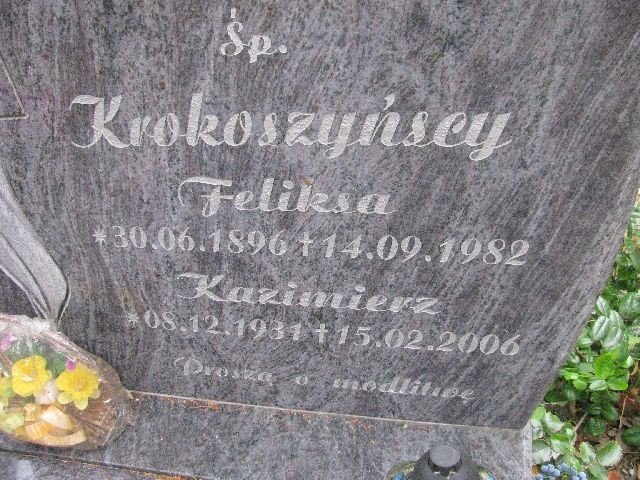 Śp.
Krokoszyńscy
Feliksa
*30.06.1896 †14.09.1982
Kazimierz
*08.12.1931 †15.02.2006
Proszą o modlitwę